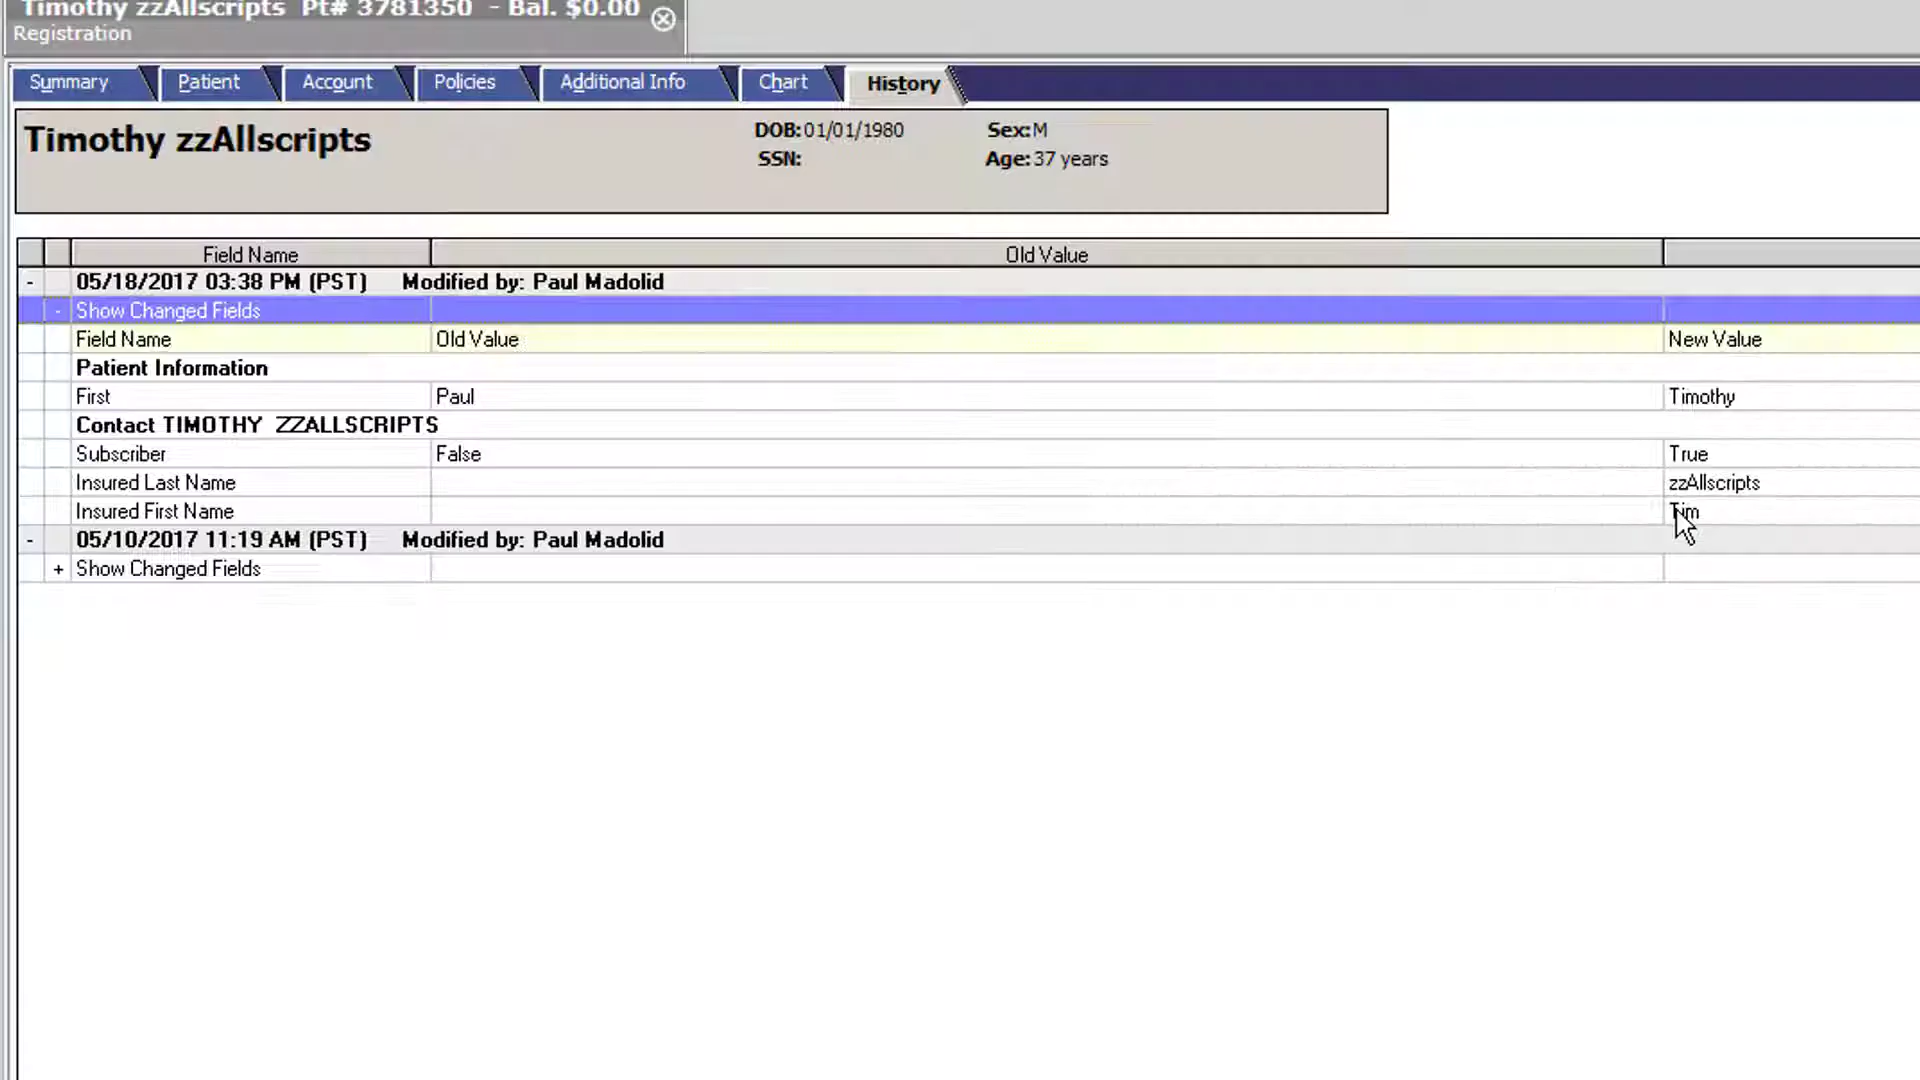 Timothy zzAllscripts Pt# 3781350 - Bal. $0.00
Registration
Summary Patient Account Policies Additional Info Chart History
Timothy zzAllscripts DOB: 01/01/1980 Sex: M
SSN: Age: 37 years
Field Name Old Value
- 05/18/2017 03:38 PM (PST) Modified by: Paul Madolid
- Show Changed Fields
Field Name Old Value New Value
Patient Information
First Paul Timothy
Contact TIMOTHY ZZALLSCRIPTS
Subscriber False True
Insured Last Name zzAllscripts
Insured First Name Tim
- 05/10/2017 11:19 AM (PST) Modified by: Paul Madolid
+ Show Changed Fields